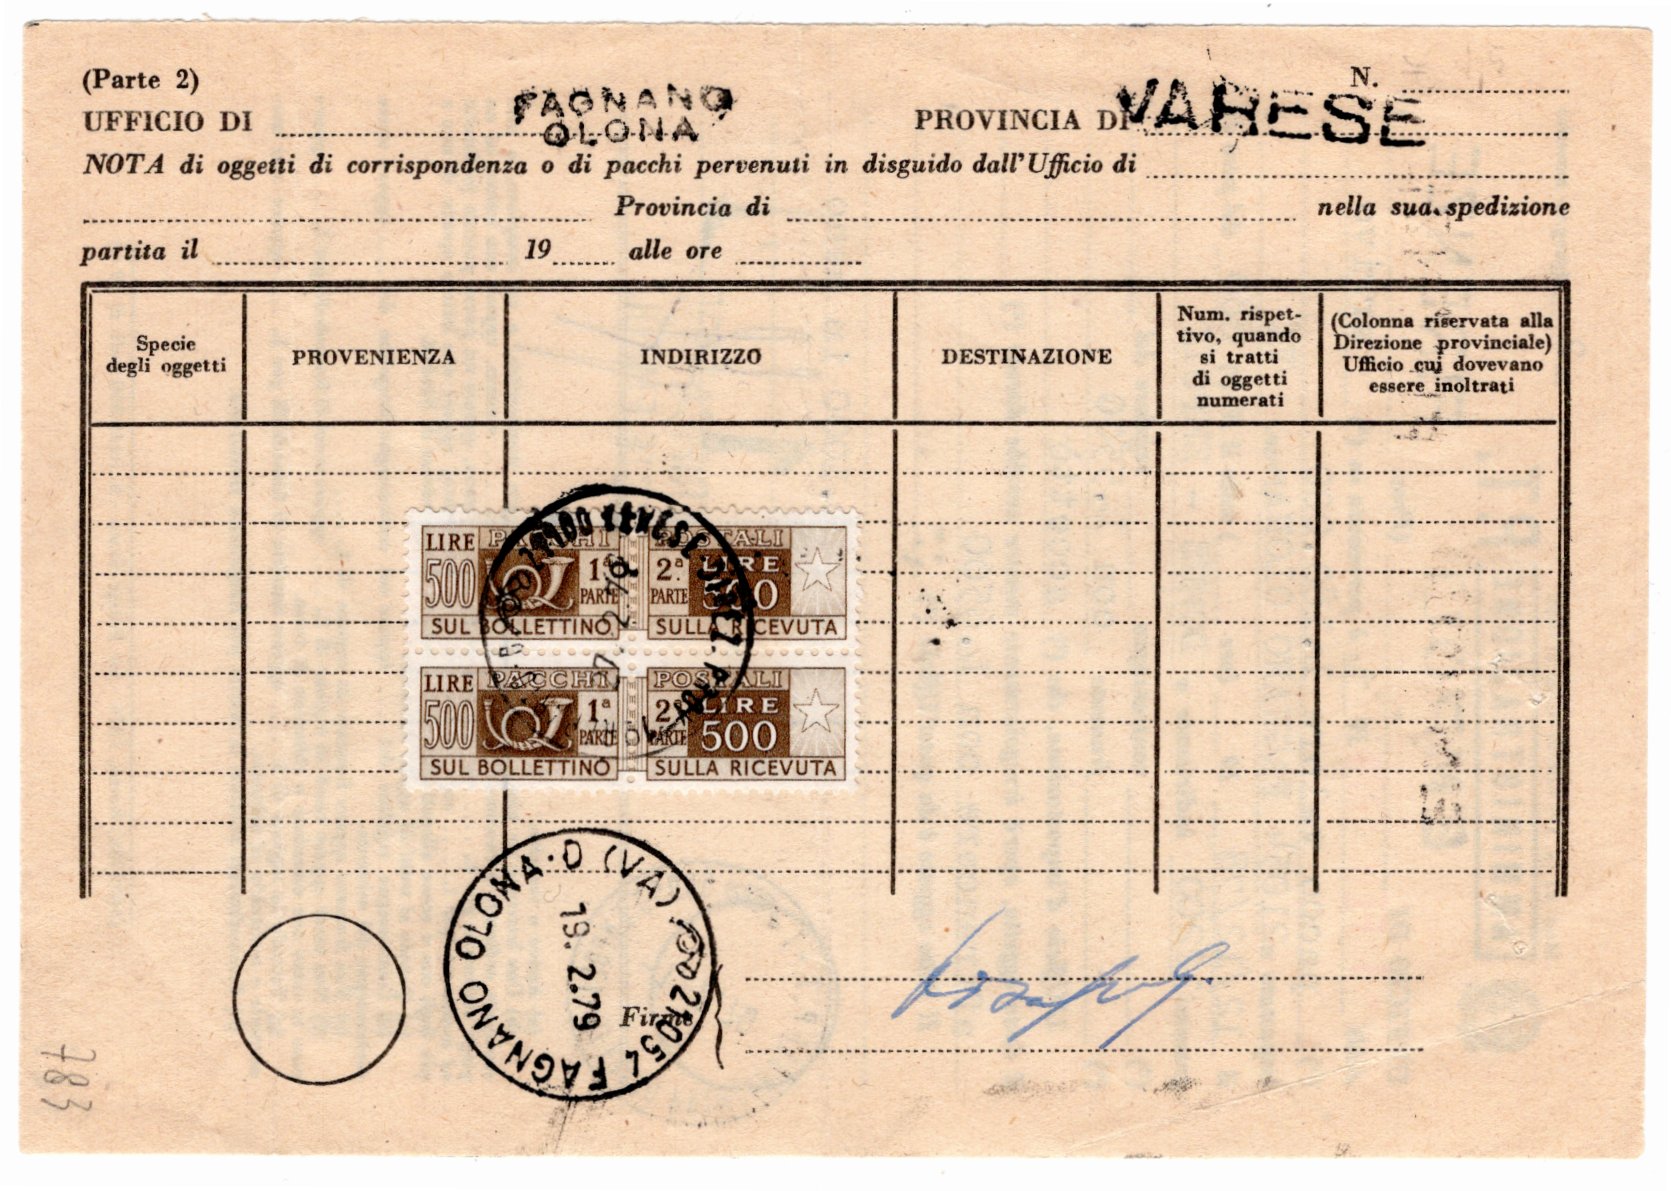 (Parte 2)
N.
UFFICIO DI FAGNANO OLONA PROVINCIA DI VARESE
NOTA di oggetti di corrispondenza o di pacchi pervenuti in disguido dall'Ufficio di
Provincia di nella sua spedizione
partita il 19 alle ore
Specie degli oggetti
PROVENIENZA
INDIRIZZO
DESTINAZIONE
Num. rispet-
tivo, quando
si tratti
di oggetti
numerati
(Colonna riservata alla
Direzione provinciale)
Ufficio cui dovevano
essere inoltrati
LIRE PACCHI POSTALI
500 1ª PARTE 2ª PARTE LIRE 500
SUL BOLLETTINO SULLA RICEVUTA
LIRE PACCHI POSTALI
500 1ª PARTE 2ª PARTE LIRE 500
SUL BOLLETTINO SULLA RICEVUTA
21054 FAGNANO OLONA·D (VA)
19.2.79
Firme
783